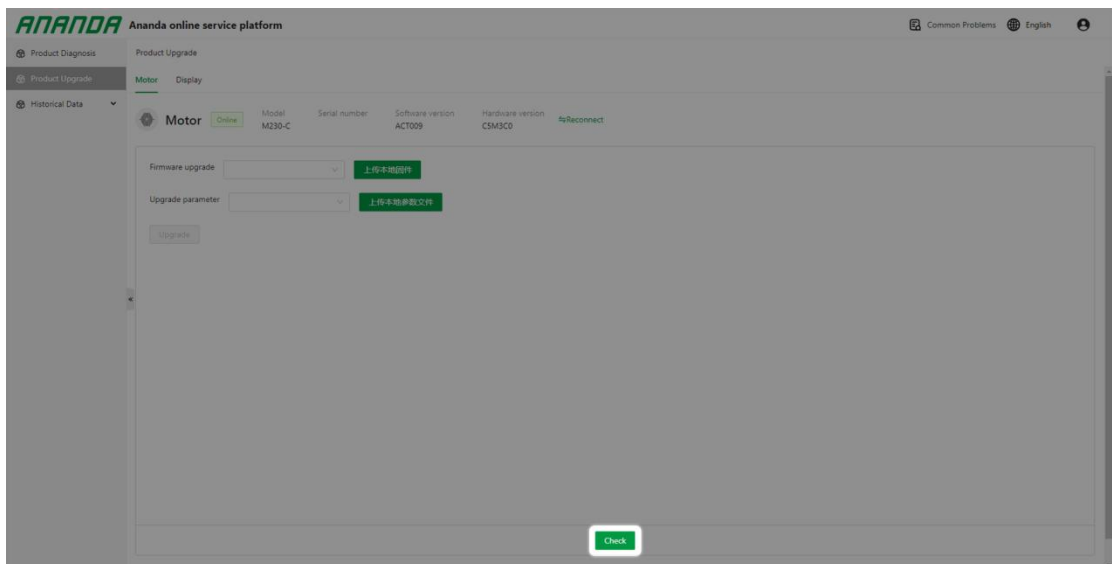 ANANDA Ananda online service platform Common Problems English
Product Diagnosis
Product Upgrade
Historical Data
Product Upgrade
Motor Display
Motor Online Model M230-C Serial number Software version ACT009 Hardware version C5M3C0 Reconnect
Firmware upgrade 上传本地固件
Upgrade parameter 上传本地参数文件
Upgrade
Check